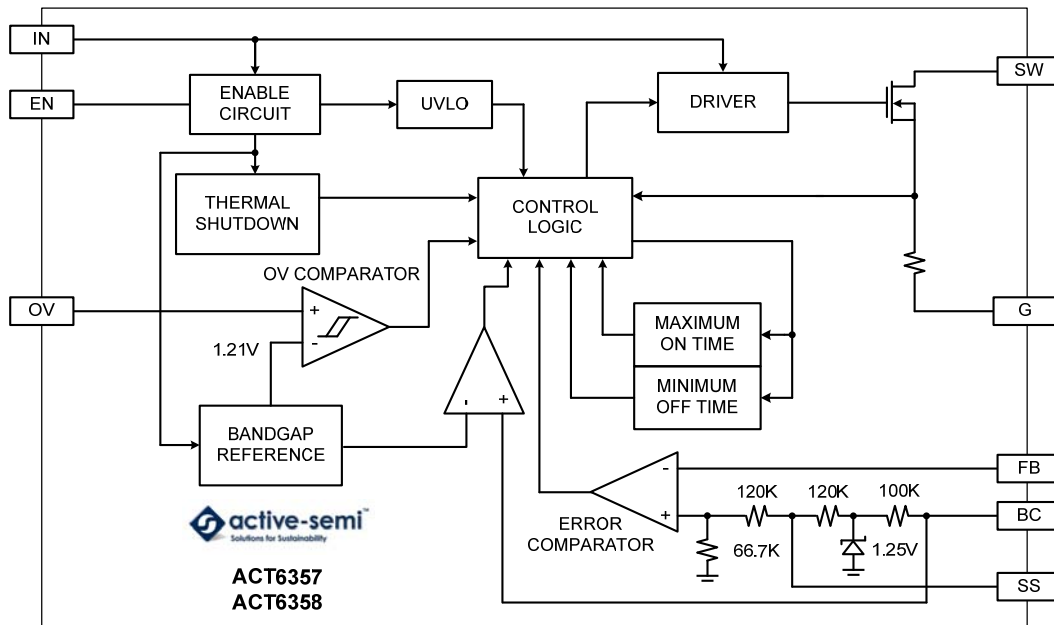 IN
SW
EN
ENABLE
CIRCUIT
UVLO
DRIVER
THERMAL
SHUTDOWN
CONTROL
LOGIC
OV COMPARATOR
OV
+
-
1.21V
G
MAXIMUM
ON TIME
MINIMUM
OFF TIME
- +
BANDGAP
REFERENCE
FB
-
+
120K
120K
100K
BC
ERROR
COMPARATOR
66.7K
1.25V
SS
active-semi™
Solutions for Sustainability
ACT6357
ACT6358